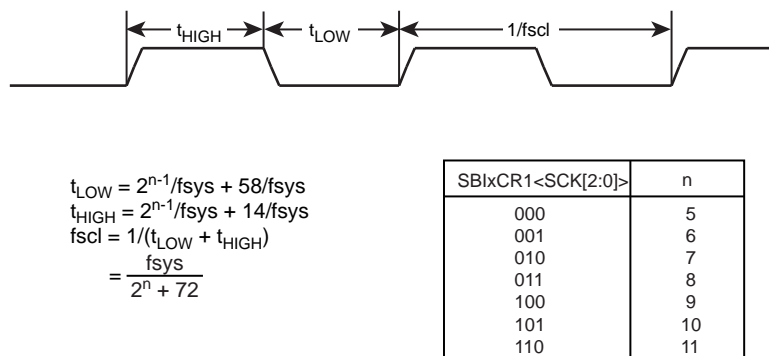 tHIGH tLOW 1/fscl
tLOW = 2n-1/fsys + 58/fsys
tHIGH = 2n-1/fsys + 14/fsys
fscl = 1/(tLOW + tHIGH)
= fsys
2n + 72
SBIxCR1<SCK[2:0]> n
000 5
001 6
010 7
011 8
100 9
101 10
110 11